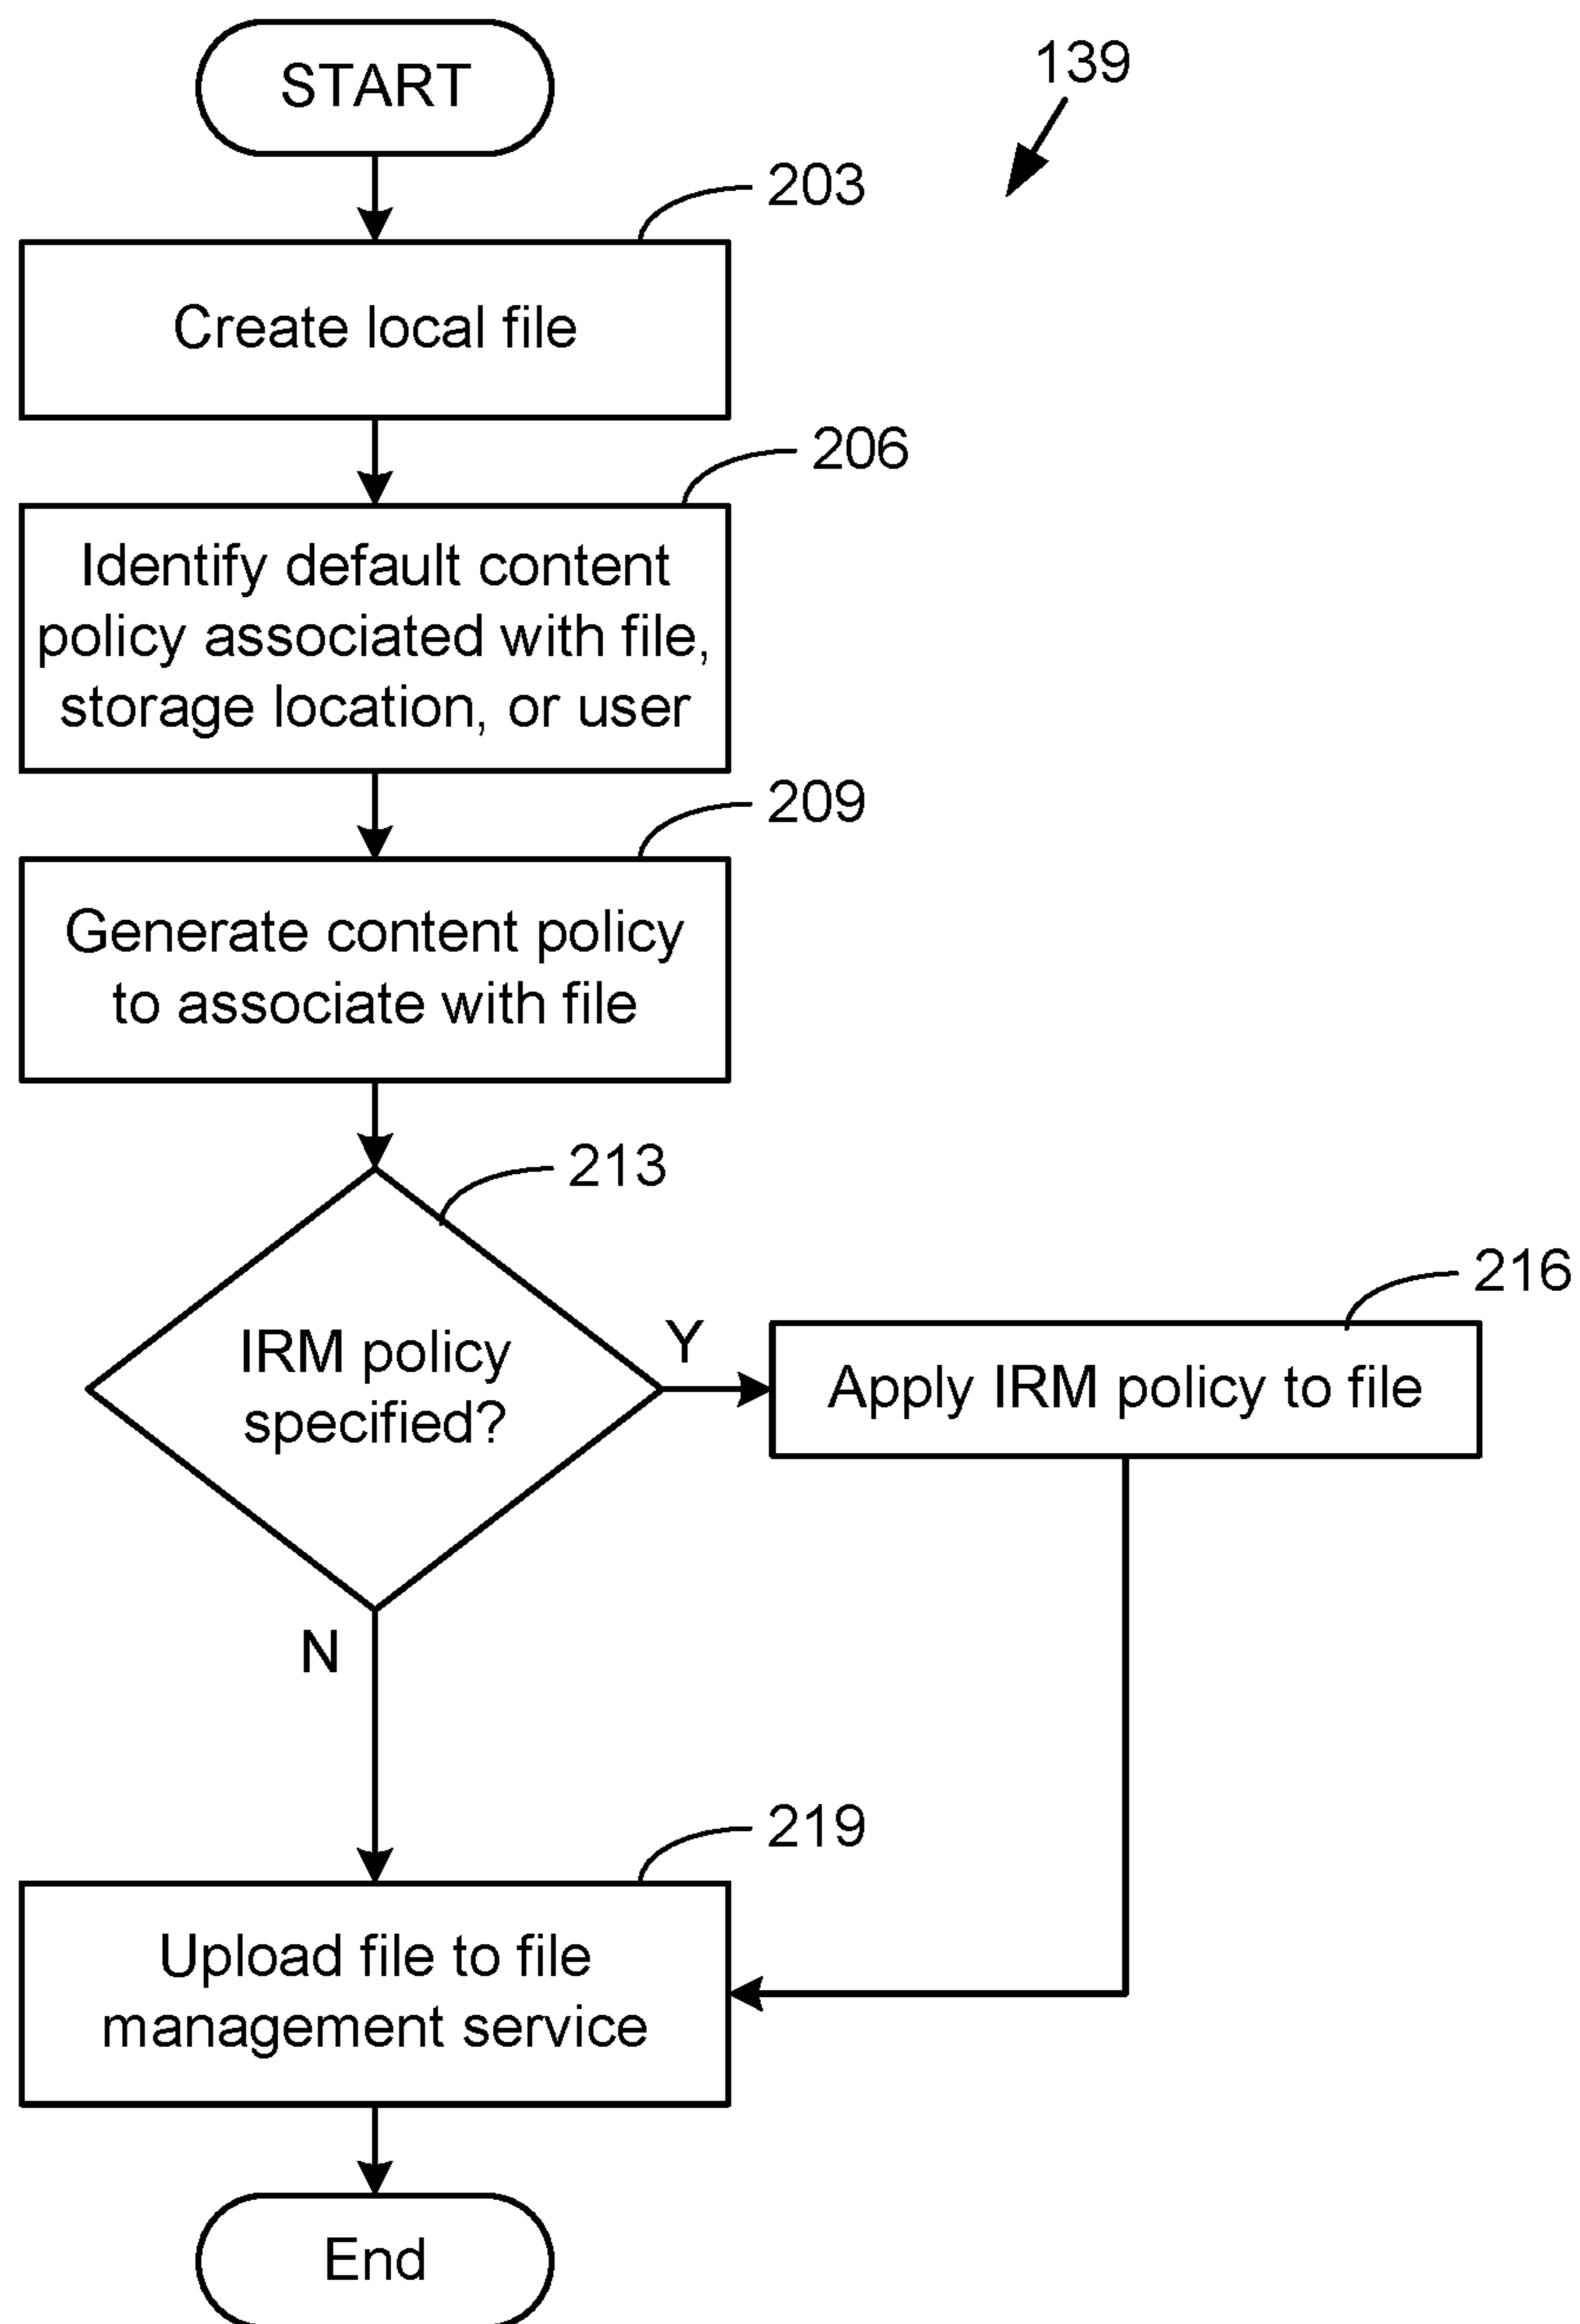 START
139
203
Create local file
206
Identify default content
policy associated with file,
storage location, or user
209
Generate content policy
to associate with file
213
IRM policy
specified?
Y
216
Apply IRM policy to file
N
219
Upload file to file
management service
End